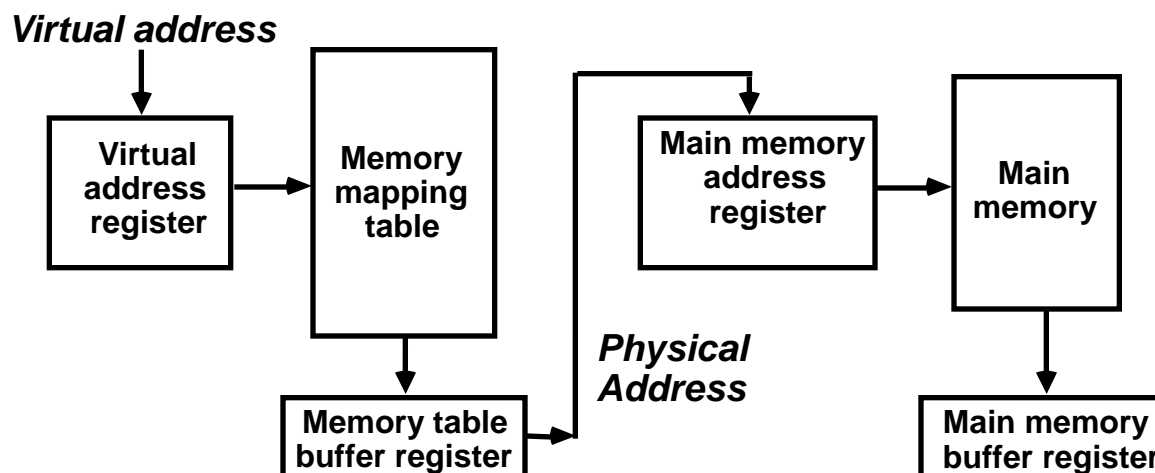 Virtual address
Virtual
address
register
Memory
mapping
table
Memory table
buffer register
Physical
Address
Main memory
address
register
Main
memory
Main memory
buffer register